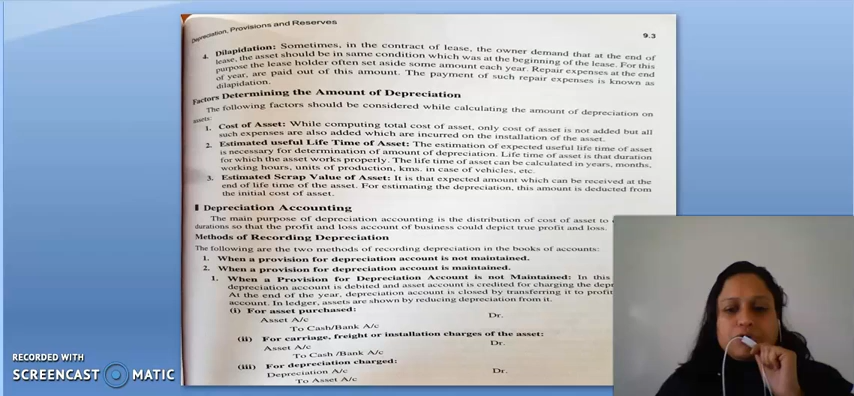 Depreciation, Provisions and Reserves
9.3
4. Dilapidation: Sometimes, in the contract of lease, the owner demand that at the end of
lease, the asset should be in same condition which was at the beginning of the lease. For this
purpose the lease holder often set aside some amount each year. Repair expenses at the end
of year, are paid out of this amount. The payment of such repair expenses is known as
dilapidation.
Factors Determining the Amount of Depreciation
The following factors should be considered while calculating the amount of depreciation on
assets:
1. Cost of Asset: While computing total cost of asset, only cost of asset is not added but all
such expenses are also added which are incurred on the installation of the asset.
2. Estimated useful Life Time of Asset: The estimation of expected useful life time of asset
is necessary for determination of amount of depreciation. Life time of asset is that duration
for which the asset works properly. The life time of asset can be calculated in years, months,
working hours, units of production, kms. in case of vehicles, etc.
3. Estimated Scrap Value of Asset: It is that expected amount which can be received at the
end of life time of the asset. For estimating the depreciation, this amount is deducted from
the initial cost of asset.
Depreciation Accounting
The main purpose of depreciation accounting is the distribution of cost of asset to
durations so that the profit and loss account of business could depict true profit and loss.
Methods of Recording Depreciation
The following are the two methods of recording depreciation in the books of accounts:
1. When a provision for depreciation account is not maintained.
2. When a provision for depreciation account is maintained.
1. When a Provision for Depreciation Account is not Maintained: In this
depreciation account is debited and asset account is credited for charging the depre
At the end of the year, depreciation account is closed by transferring it to profit
account. In ledger, assets are shown by reducing depreciation from it.
(i) For asset purchased:
Asset A/c Dr.
To Cash/Bank A/c
(ii) For carriage, freight or installation charges of the asset:
Asset A/c Dr.
To Cash /Bank A/c
(iii) For depreciation charged:
Depreciation A/c Dr.
To Asset A/c
RECORDED WITH
SCREENCAST MATIC